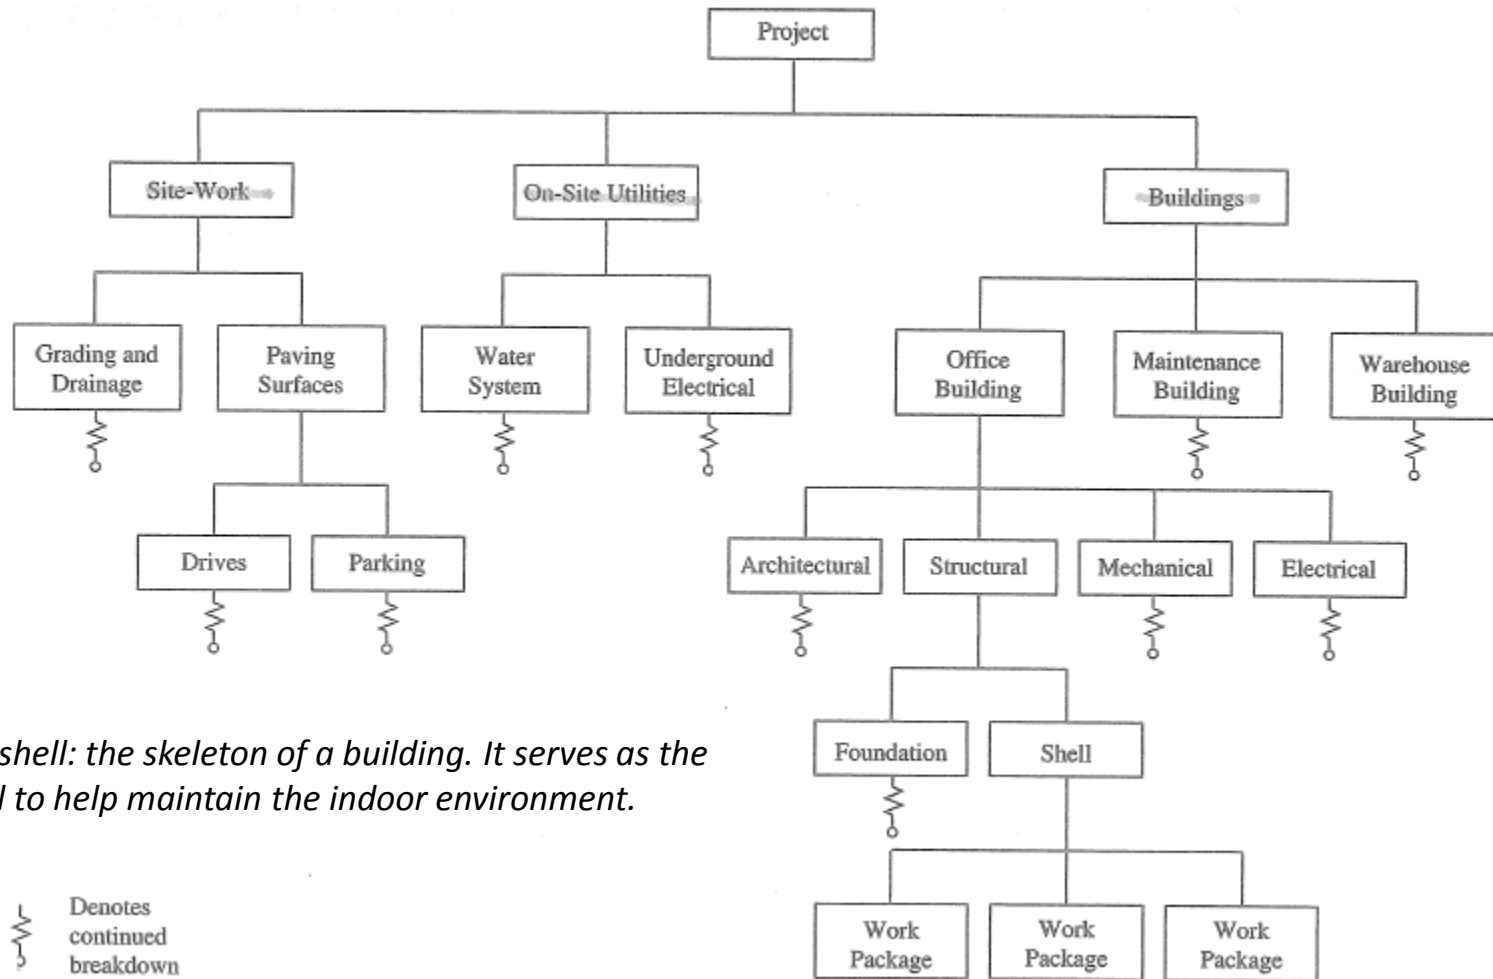 Project
Site-Work
On-Site Utilities
Buildings
Grading and
Drainage
Paving
Surfaces
Water
System
Underground
Electrical
Office
Building
Maintenance
Building
Warehouse
Building
Drives
Parking
Architectural
Structural
Mechanical
Electrical
Foundation
Shell
shell: the skeleton of a building. It serves as the
to help maintain the indoor environment.
Work
Package
Work
Package
Work
Package
Denotes
continued
breakdown